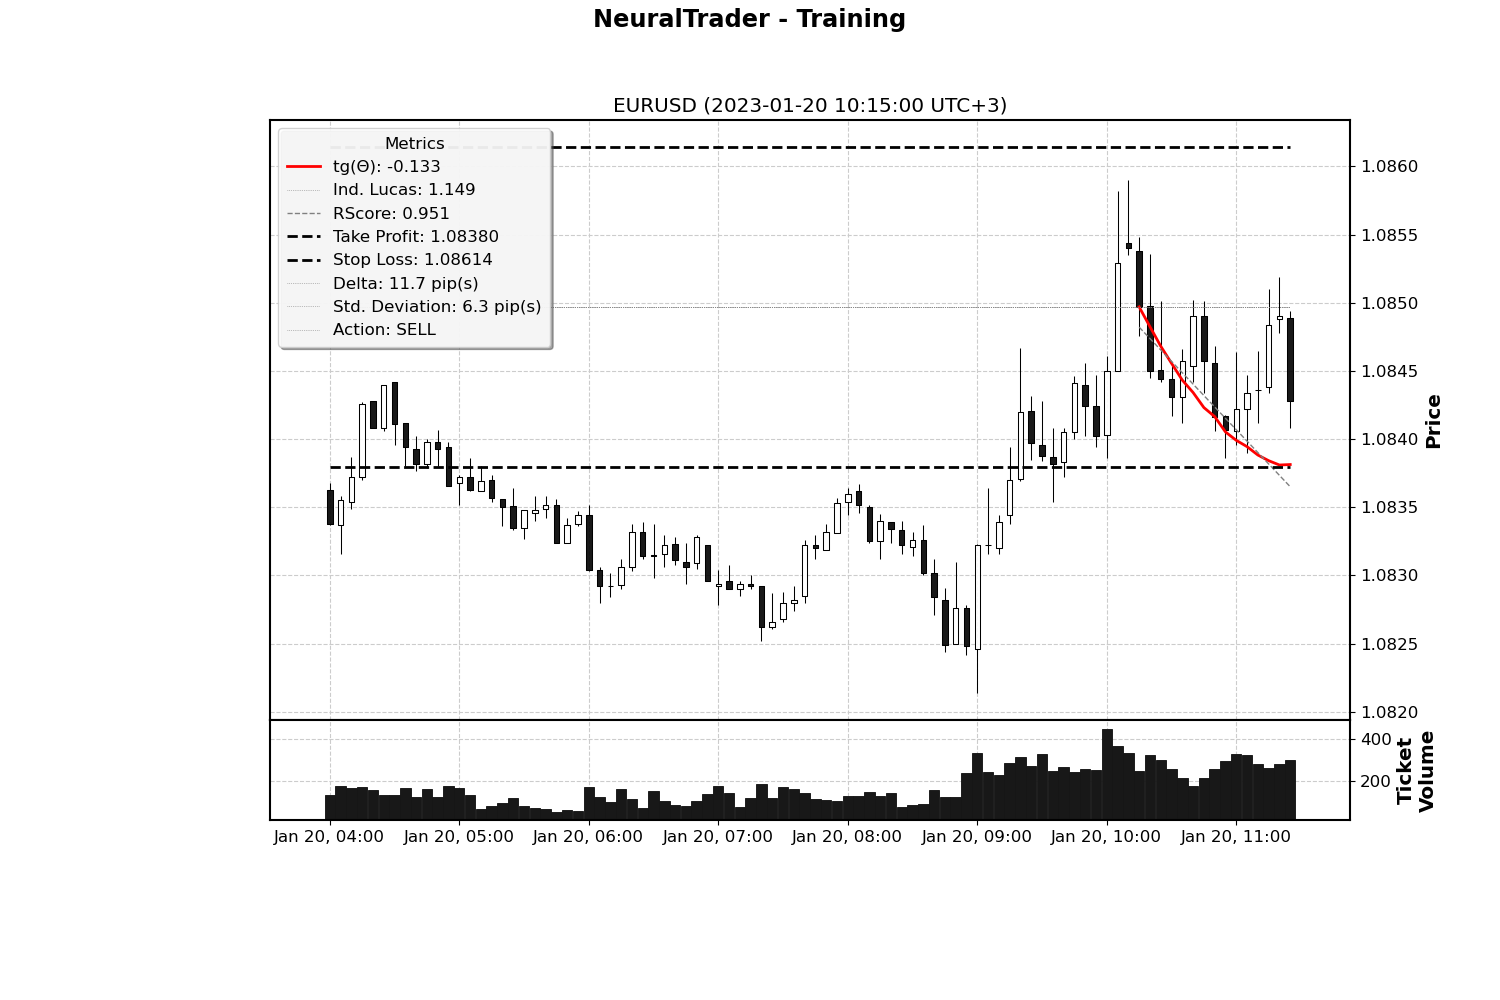 NeuralTrader - Training
EURUSD (2023-01-20 10:15:00 UTC+3)
Metrics
tg(Θ): -0.133
Ind. Lucas: 1.149
RScore: 0.951
Take Profit: 1.08380
Stop Loss: 1.08614
Delta: 11.7 pip(s)
Std. Deviation: 6.3 pip(s)
Action: SELL
1.0860
1.0855
1.0850
1.0845
1.0840
1.0835
1.0830
1.0825
1.0820
Price
400
200
Ticket
Volume
Jan 20, 04:00
Jan 20, 05:00
Jan 20, 06:00
Jan 20, 07:00
Jan 20, 08:00
Jan 20, 09:00
Jan 20, 10:00
Jan 20, 11:00